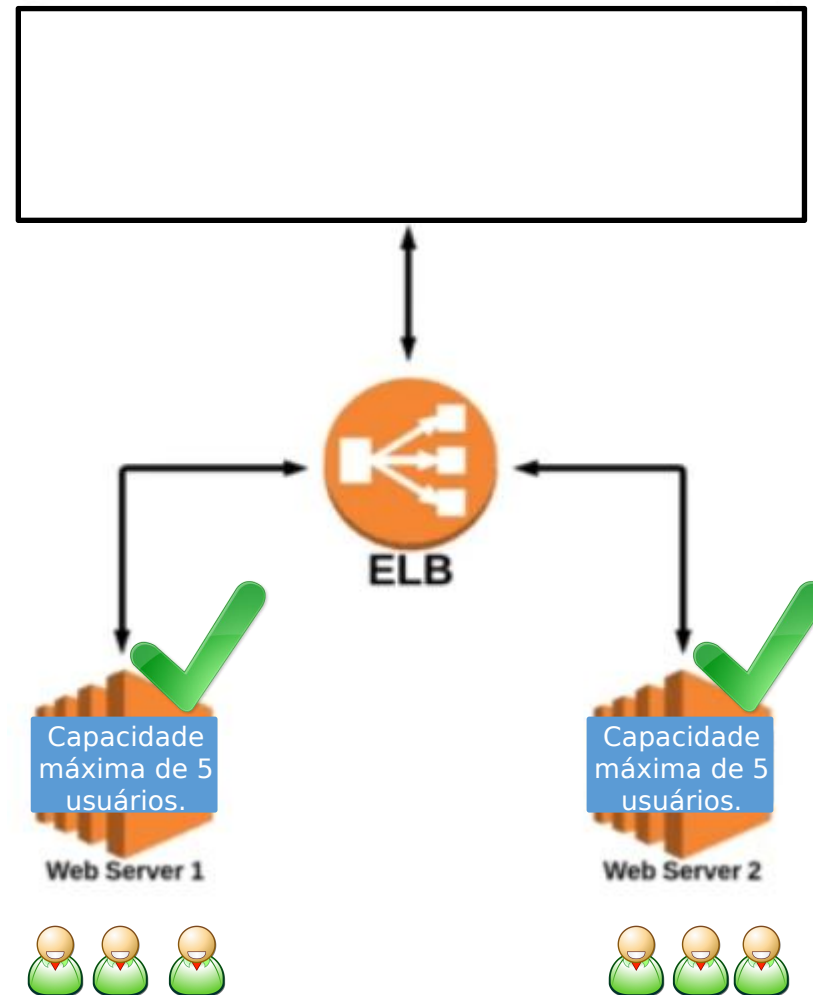 ELB
Capacidade
máxima de 5
usuários.
Web Server 1
Capacidade
máxima de 5
usuários.
Web Server 2